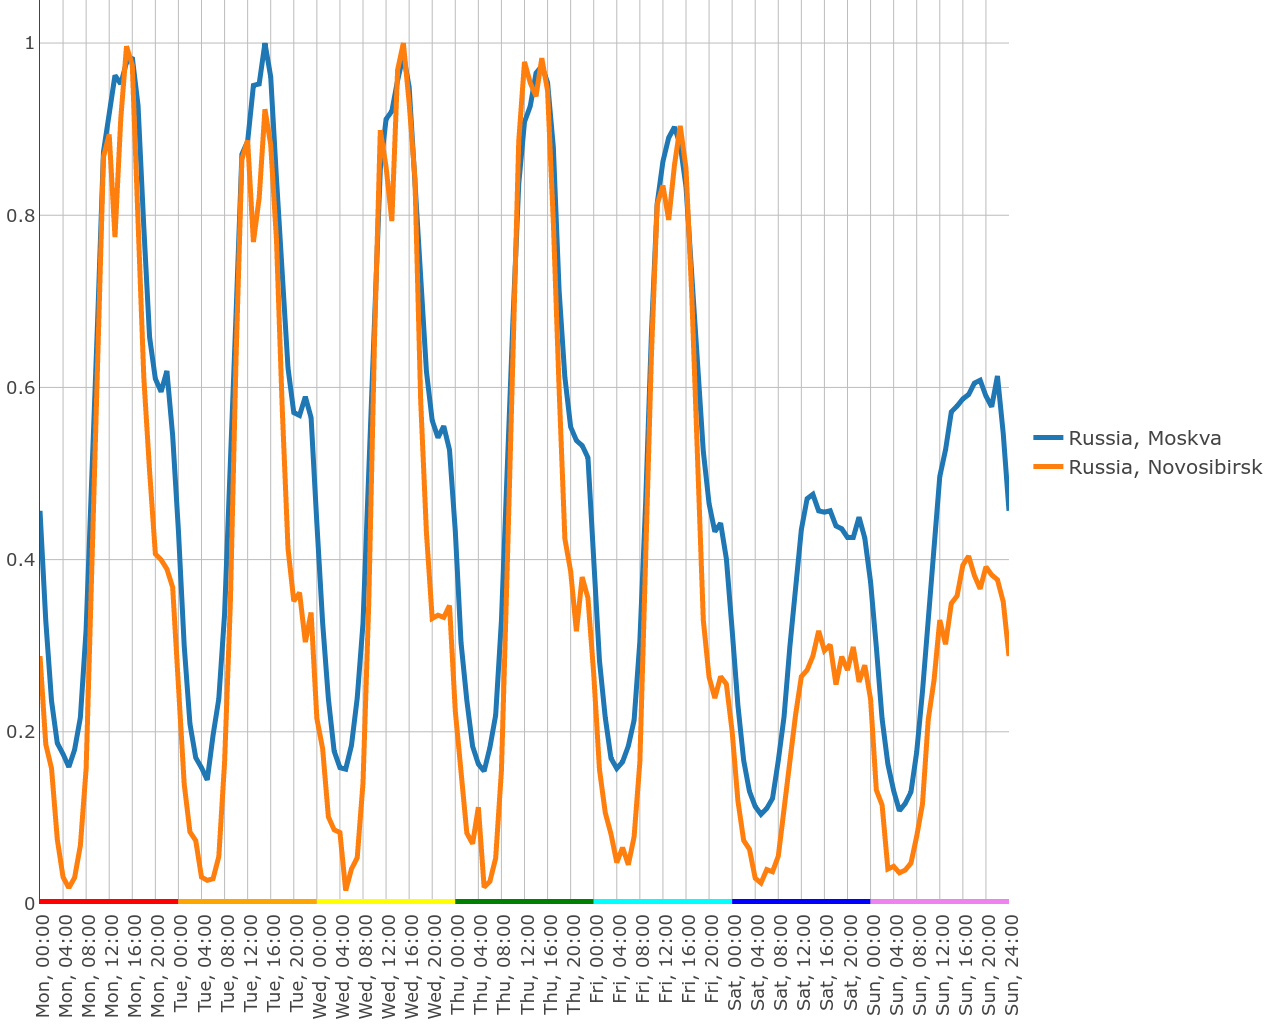 1
0.8
0.6
0.4
0.2
0
Mon, 00:00
Mon, 04:00
Mon, 08:00
Mon, 12:00
Mon, 16:00
Mon, 20:00
Tue, 00:00
Tue, 04:00
Tue, 08:00
Tue, 12:00
Tue, 16:00
Tue, 20:00
Wed, 00:00
Wed, 04:00
Wed, 08:00
Wed, 12:00
Wed, 16:00
Wed, 20:00
Thu, 00:00
Thu, 04:00
Thu, 08:00
Thu, 12:00
Thu, 16:00
Thu, 20:00
Fri, 00:00
Fri, 04:00
Fri, 08:00
Fri, 12:00
Fri, 16:00
Fri, 20:00
Sat, 00:00
Sat, 04:00
Sat, 08:00
Sat, 12:00
Sat, 16:00
Sat, 20:00
Sun, 00:00
Sun, 04:00
Sun, 08:00
Sun, 12:00
Sun, 16:00
Sun, 20:00
Sun, 24:00
Russia, Moskva
Russia, Novosibirsk